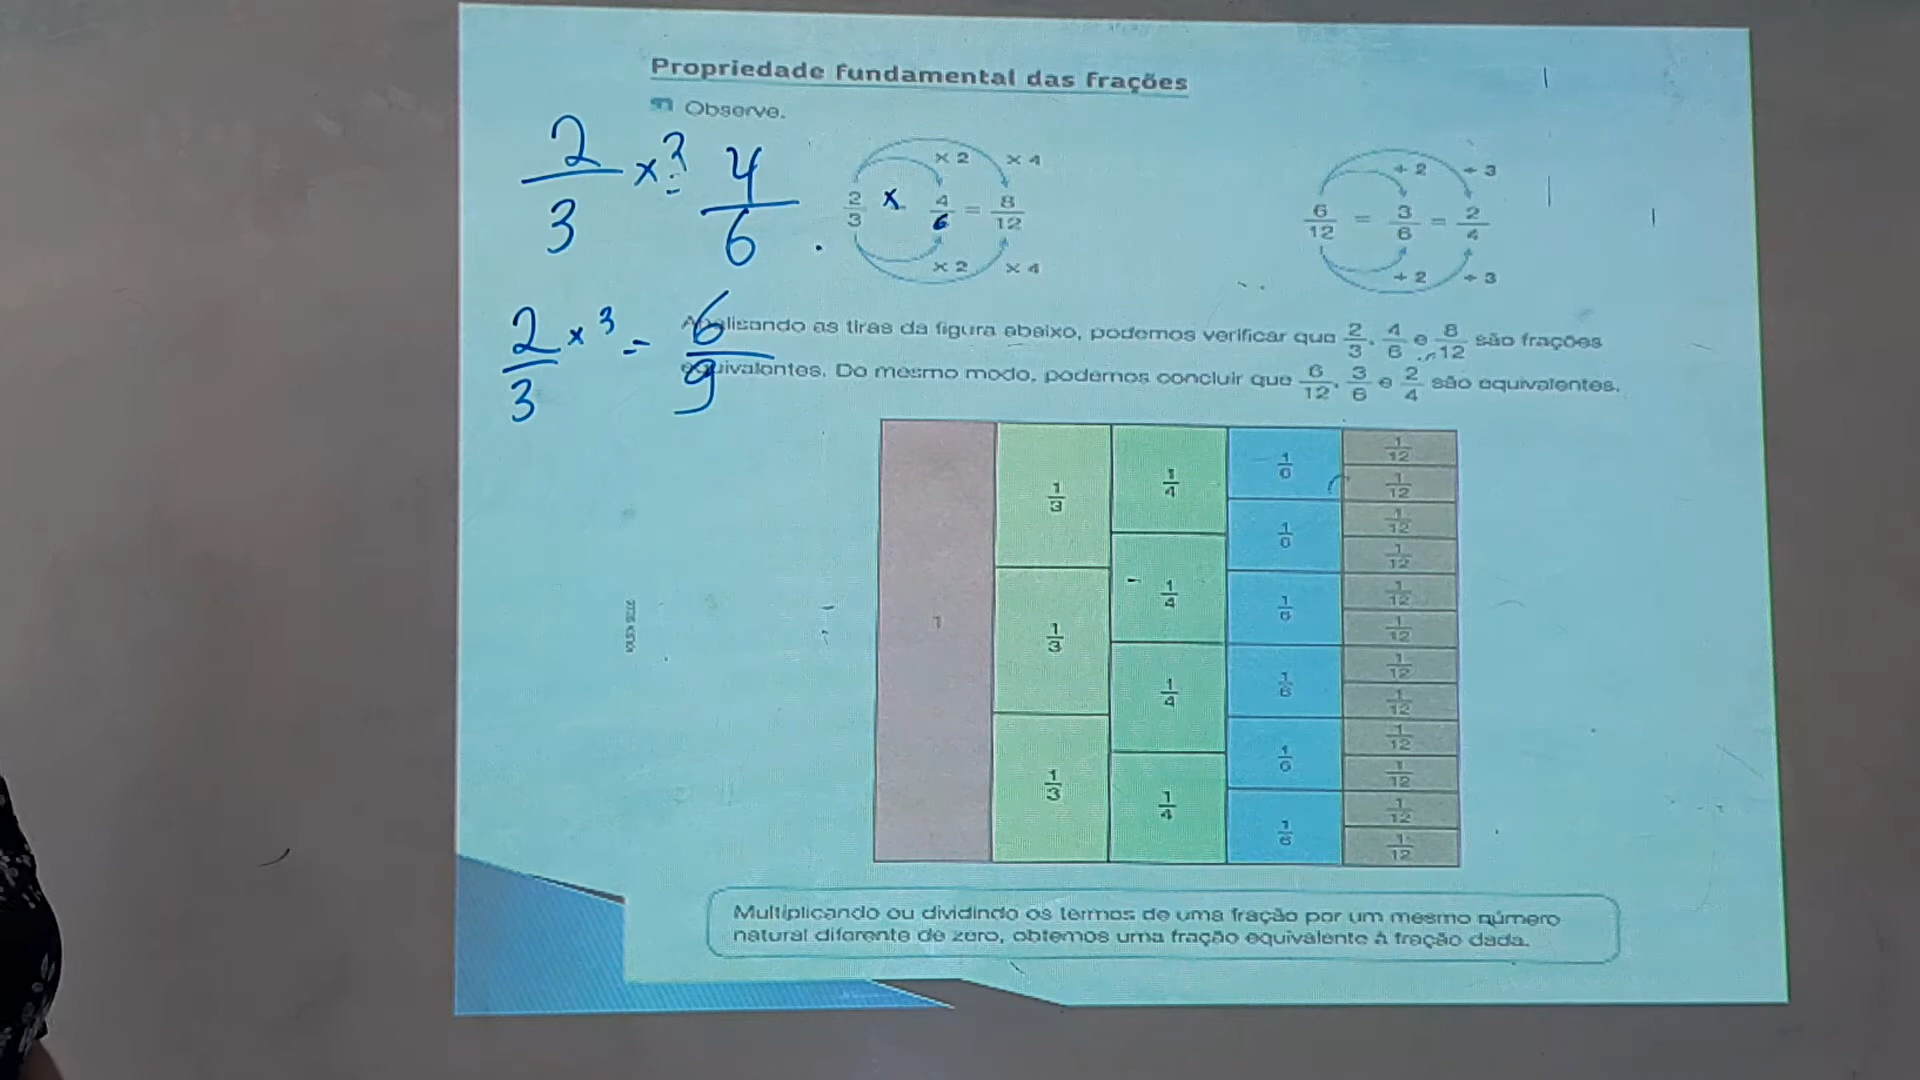 Propriedade fundamental das frações
Observe.
2/3 x ? = 4/6
× 2 × 4
2/3 x 4/6 = 8/12
× 2 × 4
÷ 2 ÷ 3
6/12 = 3/6 = 2/4
÷ 2 ÷ 3
2/3 x 3 = 6/9
Analisando as tiras da figura abaixo, podemos verificar que 2/3, 4/6 e 8/12 são frações
equivalentes. Do mesmo modo, podemos concluir que 6/12, 3/6 e 2/4 são equivalentes.
1
1/3
1/3
1/3
1/4
1/4
1/4
1/4
1/6
1/6
1/6
1/6
1/6
1/6
1/12
1/12
1/12
1/12
1/12
1/12
1/12
1/12
1/12
1/12
1/12
1/12
Multiplicando ou dividindo os termos de uma fração por um mesmo número
natural diferente de zero, obtemos uma fração equivalente à fração dada.